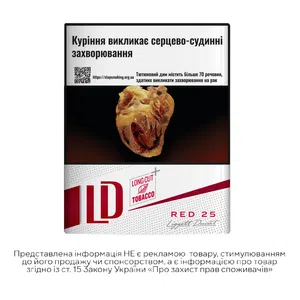 Куріння викликає серцево-судинні
захворювання
https://stopsmoking.org.ua
Тютюновий дим містить більше 70 речовин,
здатних викликати захворювання на рак
LD
LONG CUT
TOBACCO
RED 25
Liggett Ducat
Представлена інформація НЕ є рекламою товару, стимулюванням
до його продажу чи спонсорством, а є інформацією про товар
згідно із ст. 15 Закону України «Про захист прав споживачів»